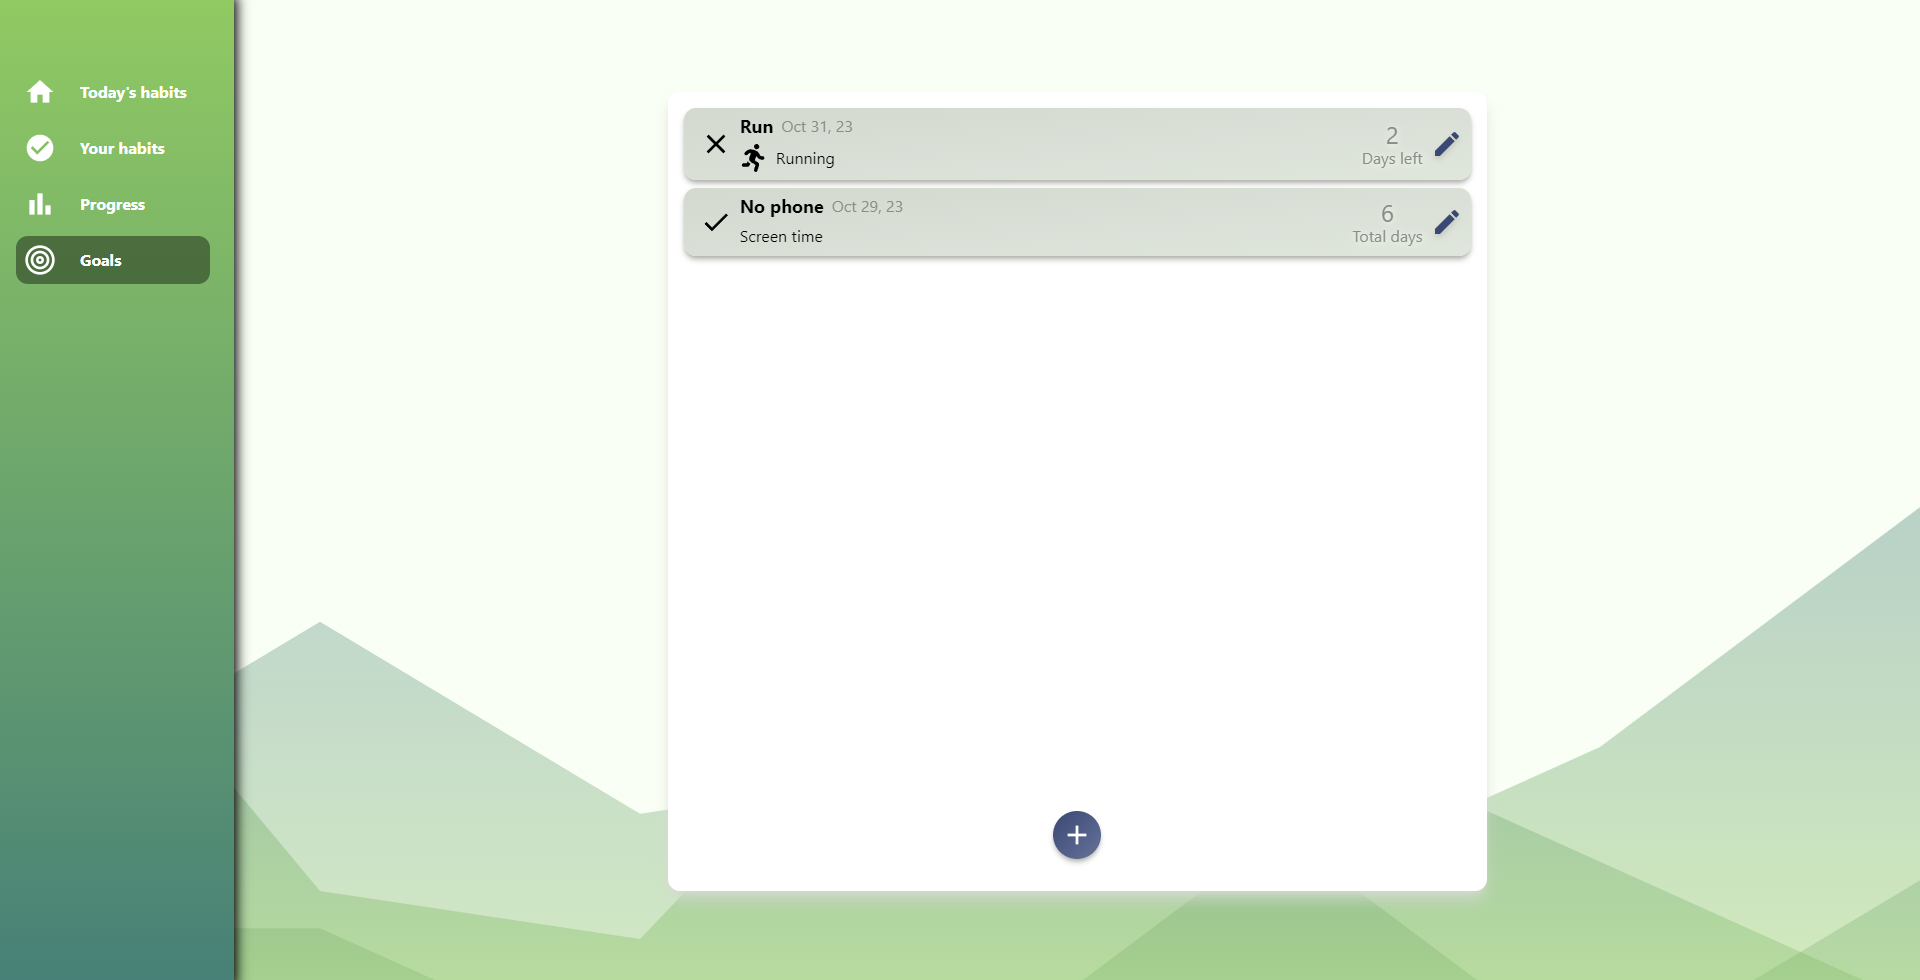 Today's habits
Your habits
Progress
Goals
Run Oct 31, 23
Running
2
Days left
No phone Oct 29, 23
Screen time
6
Total days